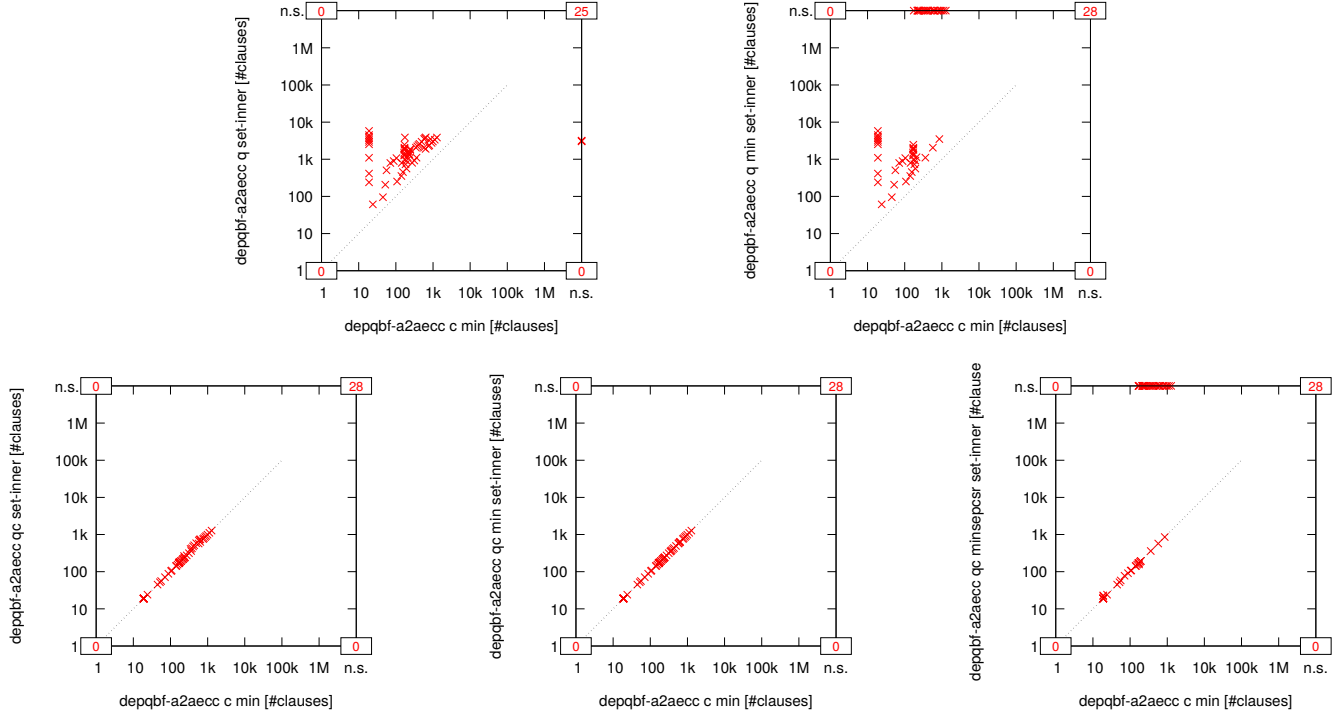 n.s. 0 25
1M
100k
10k
1k
100
10
1 0 0
1 10 100 1k 10k 100k 1M n.s.
depqbf-a2aecc q set-inner [#clauses]
depqbf-a2aecc c min [#clauses]
n.s. 0 28
1M
100k
10k
1k
100
10
1 0 0
1 10 100 1k 10k 100k 1M n.s.
depqbf-a2aecc q min set-inner [#clauses]
depqbf-a2aecc c min [#clauses]
n.s. 0 28
1M
100k
10k
1k
100
10
1 0 0
1 10 100 1k 10k 100k 1M n.s.
depqbf-a2aecc qc set-inner [#clauses]
depqbf-a2aecc c min [#clauses]
n.s. 0 28
1M
100k
10k
1k
100
10
1 0 0
1 10 100 1k 10k 100k 1M n.s.
depqbf-a2aecc qc min set-inner [#clauses]
depqbf-a2aecc c min [#clauses]
n.s. 0 28
1M
100k
10k
1k
100
10
1 0 0
1 10 100 1k 10k 100k 1M n.s.
depqbf-a2aecc qc minsepcsr set-inner [#clause
depqbf-a2aecc c min [#clauses]